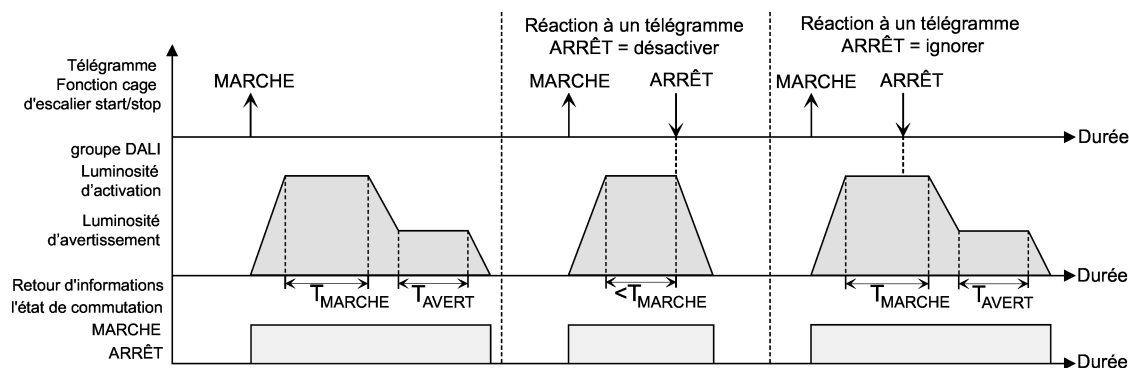 Réaction à un télégramme
ARRÊT = désactiver
Réaction à un télégramme
ARRÊT = ignorer
Télégramme
Fonction cage
d'escalier start/stop
MARCHE
MARCHE
ARRÊT
MARCHE
ARRÊT
Durée
groupe DALI
Luminosité
d'activation
Luminosité
d'avertissement
Durée
TMARCHE
TAVERT
<TMARCHE
TMARCHE
TAVERT
Retour d'informations
l'état de commutation
MARCHE
ARRÊT
Durée